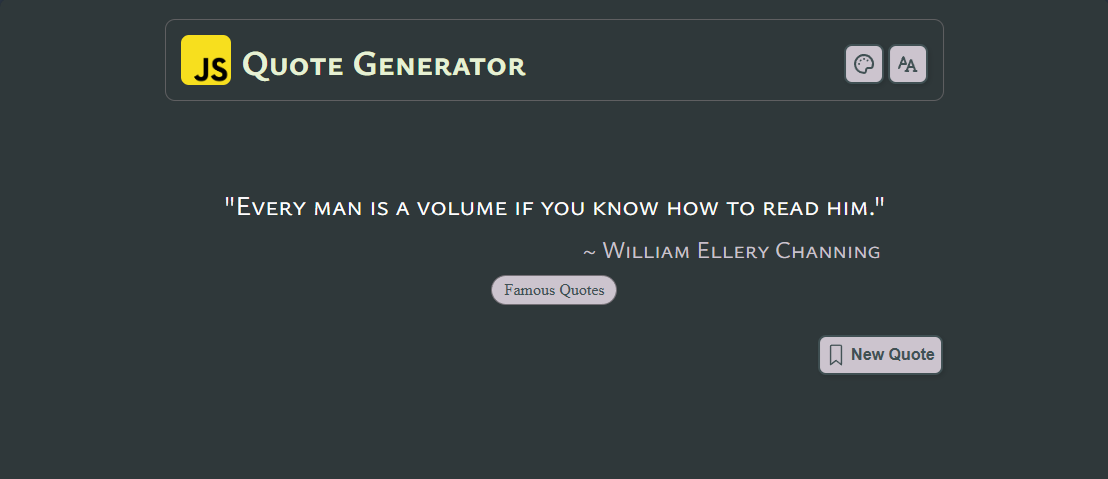 JS Quote Generator
AA
"Every man is a volume if you know how to read him."
~ William Ellery Channing
Famous Quotes
New Quote